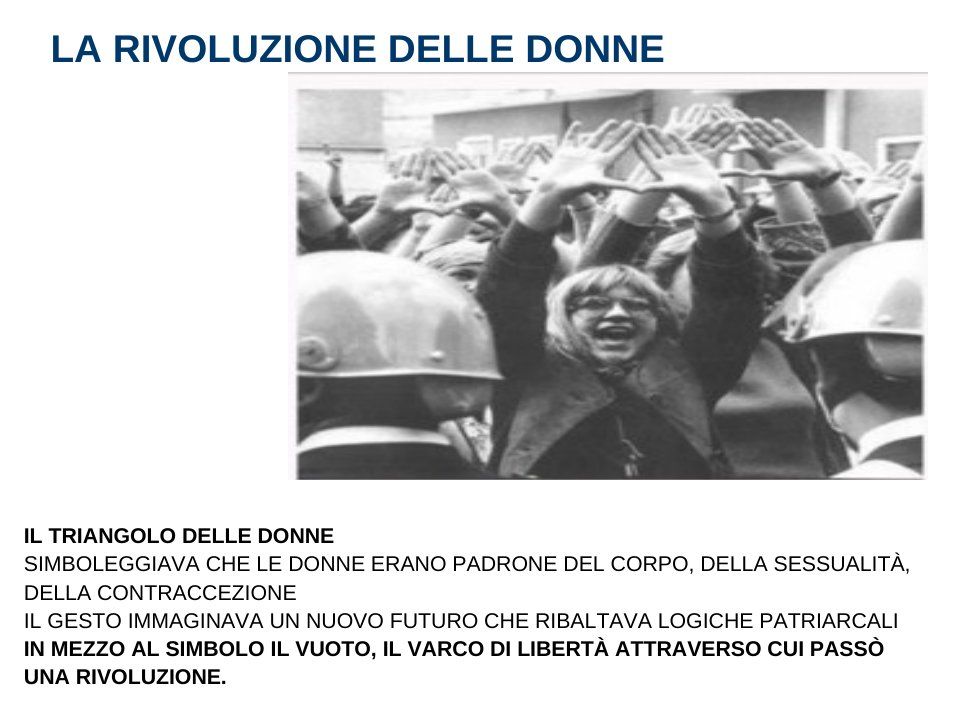 LA RIVOLUZIONE DELLE DONNE
IL TRIANGOLO DELLE DONNE
SIMBOLEGGIAVA CHE LE DONNE ERANO PADRONE DEL CORPO, DELLA SESSUALITÀ,
DELLA CONTRACCEZIONE
IL GESTO IMMAGINAVA UN NUOVO FUTURO CHE RIBALTAVA LOGICHE PATRIARCALI
IN MEZZO AL SIMBOLO IL VUOTO, IL VARCO DI LIBERTÀ ATTRAVERSO CUI PASSÒ
UNA RIVOLUZIONE.